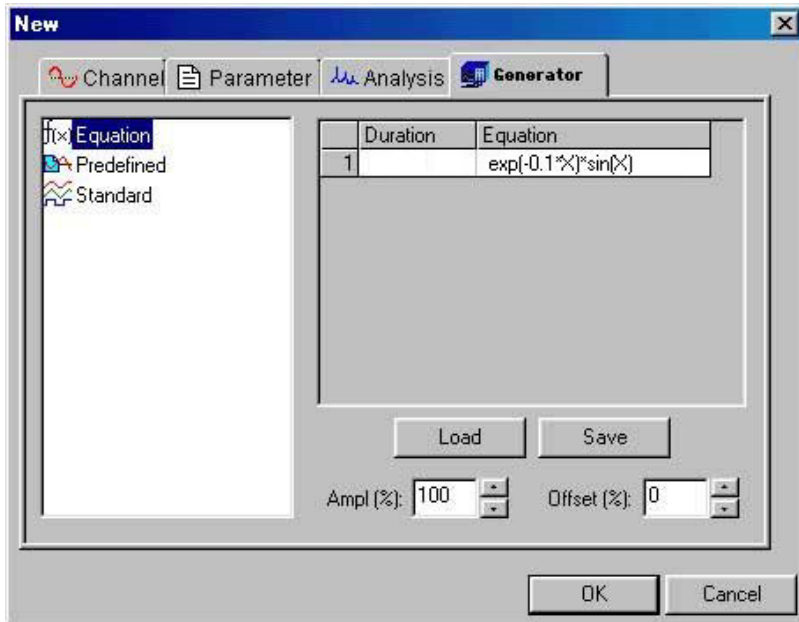 New
Channel Parameter Analysis Generator
f(x) Equation
Predefined
Standard
Duration Equation
1 exp(-0.1*X)*sin(X)
Load Save
Ampl (%): 100 Offset (%): 0
OK Cancel